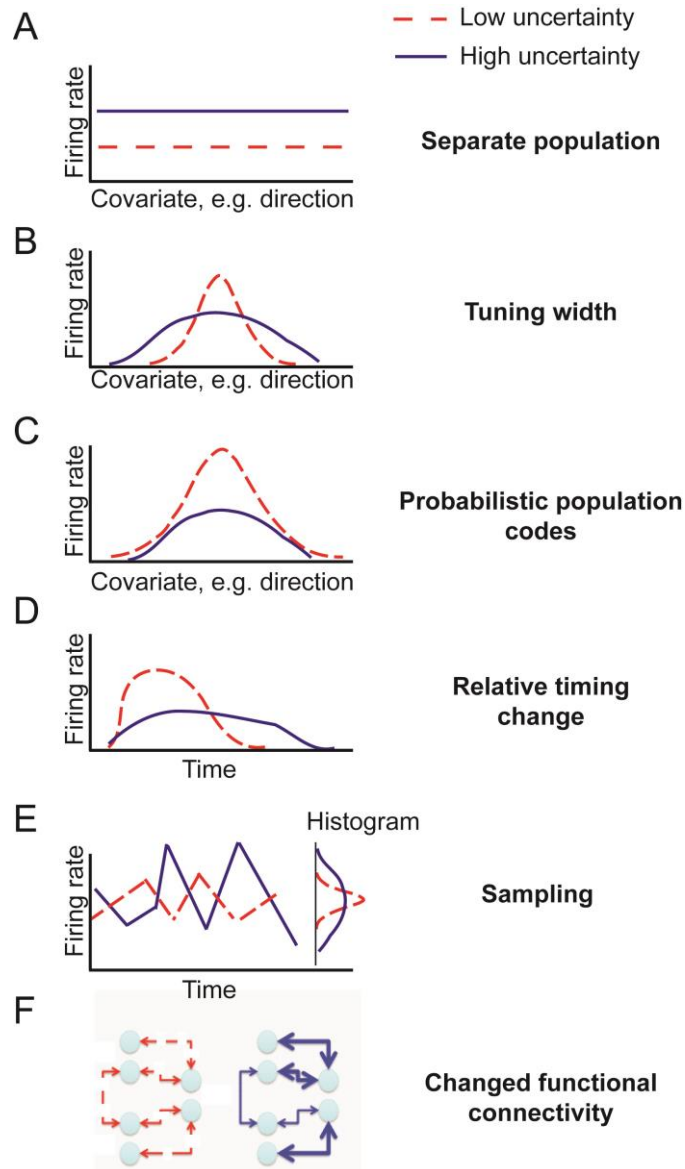 A
Low uncertainty
High uncertainty
Firing rate
Covariate, e.g. direction
Separate population
B
Firing rate
Covariate, e.g. direction
Tuning width
C
Firing rate
Covariate, e.g. direction
Probabilistic population
codes
D
Firing rate
Time
Relative timing
change
E
Histogram
Firing rate
Time
Sampling
F
Changed functional
connectivity